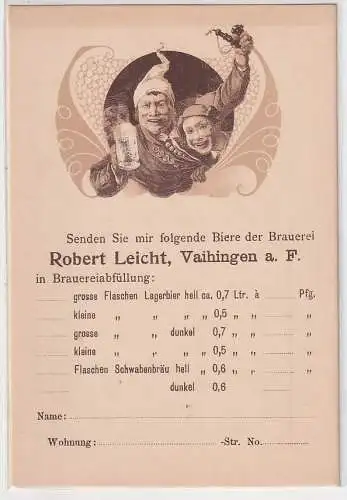 Senden Sie mir folgende Biere der Brauerei
Robert Leicht, Vaihingen a. F.
in Brauereiabfüllung:
grosse Flaschen Lagerbier hell ca. 0,7 Ltr. à Pfg.
kleine „ „ „ „ 0,5 „ „ „
grosse „ „ dunkel 0,7 „ „ „
kleine „ „ „ „ 0,5 „ „ „
Flaschen Schwabenbräu hell „ 0,6 „ „ „
„ dunkel 0,6
Name:
Wohnung: -Str. No.